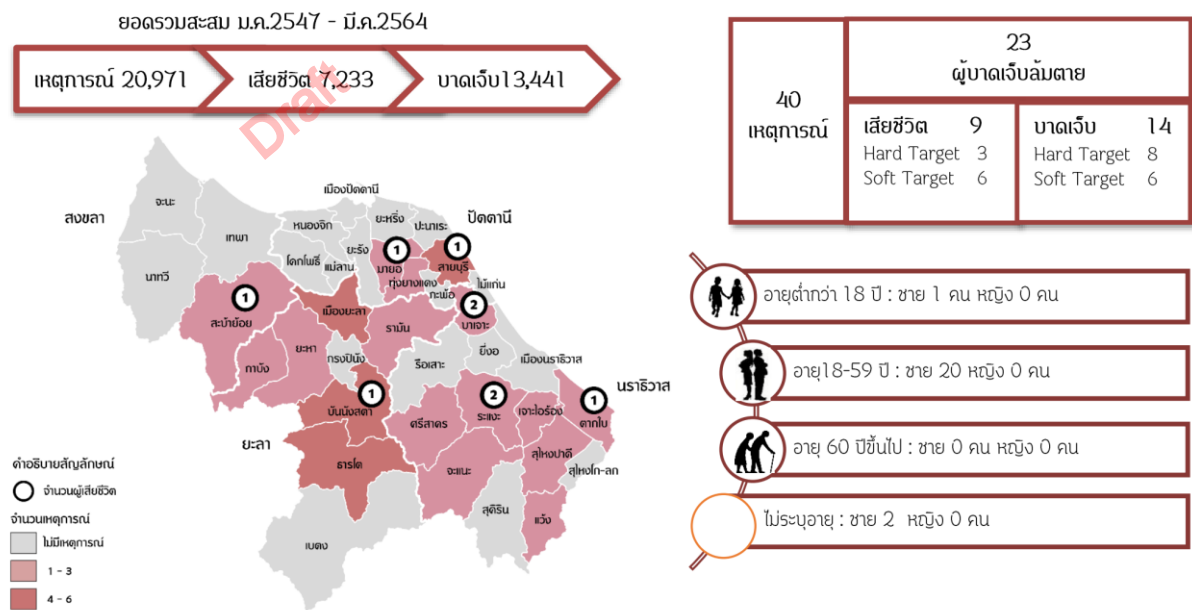 ยอดรวมสะสม ม.ค.2547 - มี.ค.2564
เหตุการณ์ 20,971
เสียชีวิต 7,233
บาดเจ็บ13,441
Draft
40
เหตุการณ์
23
ผู้บาดเจ็บล้มตาย
เสียชีวิต 9
Hard Target 3
Soft Target 6
บาดเจ็บ 14
Hard Target 8
Soft Target 6
สงขลา
จะนะ
เทพา
นาทวี
สะบ้าย้อย
1
ปัตตานี
เมืองปัตตานี
หนองจิก
ยะหริ่ง
ปะนาเระ
โคกโพธิ์
แม่ลาน
ยะรัง
มายอ
1
สายบุรี
1
ทุ่งยางแดง
กะพ้อ
ไม้แก่น
เมืองยะลา
รามัน
ยะหา
กาบัง
กรงปินัง
บันนังสตา
1
ยะลา
ธารโต
เบตง
บาเจาะ
2
ยี่งอ
เมืองนราธิวาส
รือเสาะ
นราธิวาส
ระแงะ
2
ตากใบ
1
ศรีสาคร
เจาะไอร้อง
สุไหงปาดี
สุไหงโก-ลก
จะแนะ
สุคิริน
แว้ง
คำอธิบายสัญลักษณ์
จำนวนผู้เสียชีวิต
จำนวนเหตุการณ์
ไม่มีเหตุการณ์
1 - 3
4 - 6
อายุต่ำกว่า 18 ปี : ชาย 1 คน หญิง 0 คน
อายุ18-59 ปี : ชาย 20 หญิง 0 คน
อายุ 60 ปีขึ้นไป : ชาย 0 คน หญิง 0 คน
ไม่ระบุอายุ : ชาย 2 หญิง 0 คน